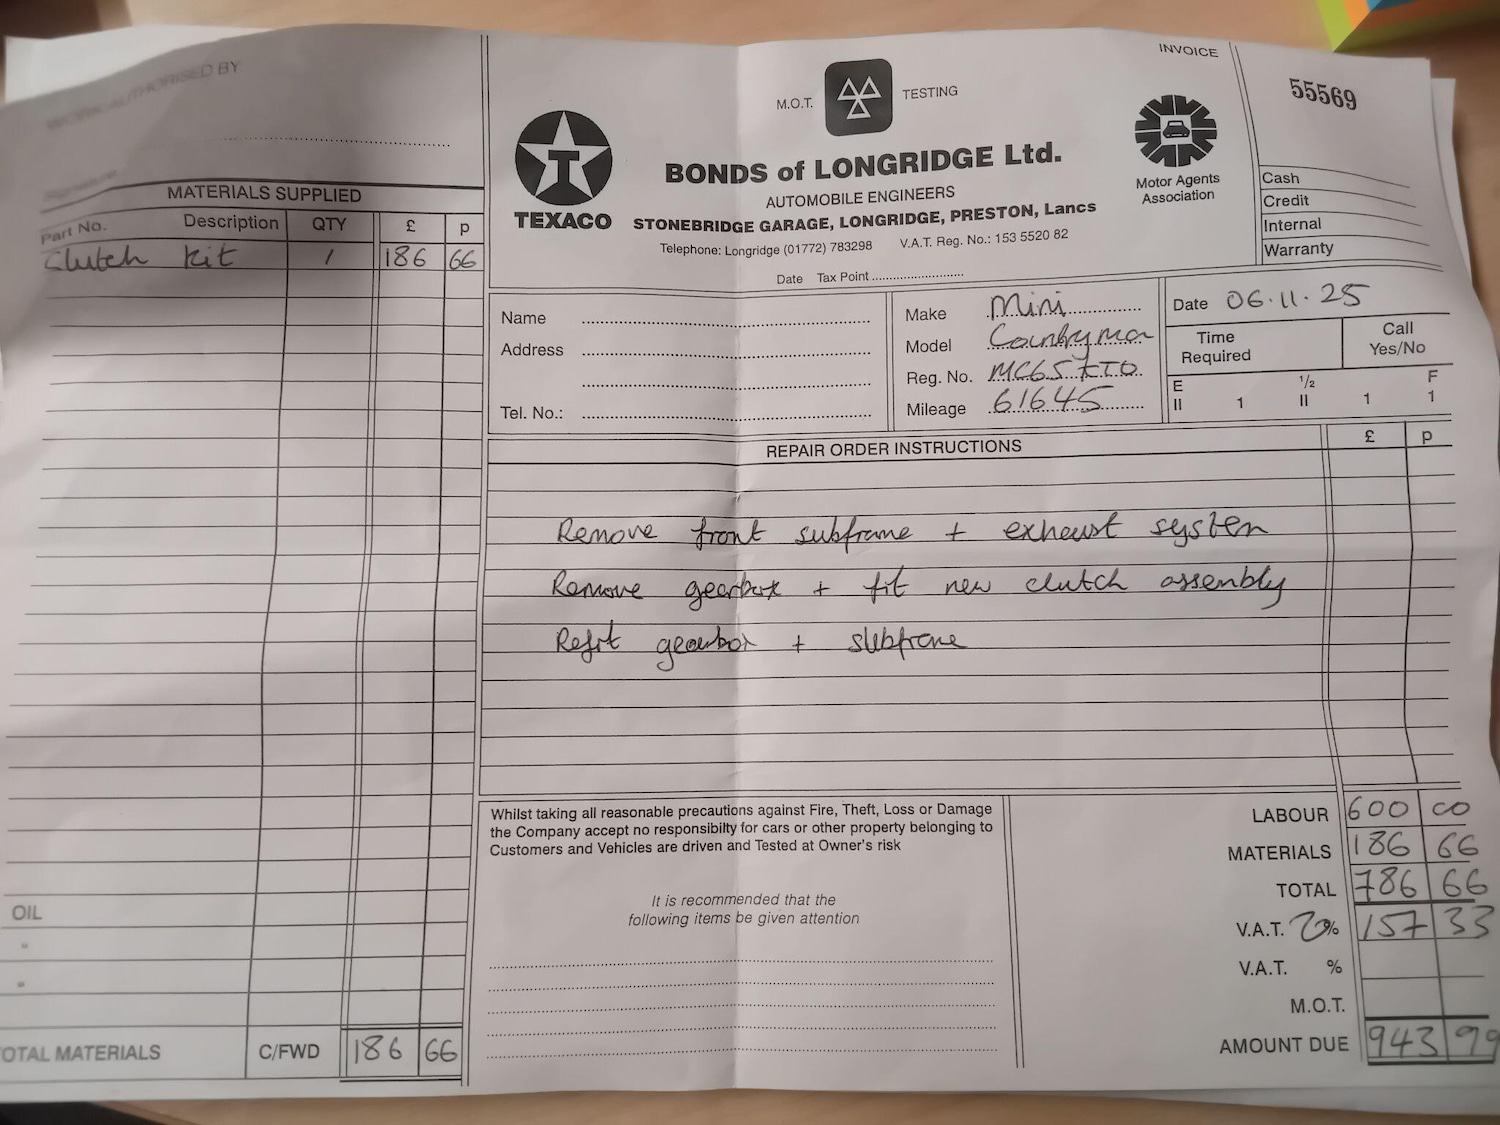 WORK AUTHORISED BY
Signature
MATERIALS SUPPLIED
Part No. Description QTY £ p
Clutch kit 1 186 66
OIL
"
"
TOTAL MATERIALS C/FWD 186 66
INVOICE
55569
M.O.T. TESTING
TEXACO
BONDS of LONGRIDGE Ltd.
AUTOMOBILE ENGINEERS
STONEBRIDGE GARAGE, LONGRIDGE, PRESTON, Lancs
Telephone: Longridge (01772) 783298 V.A.T. Reg. No.: 153 5520 82
Date Tax Point
Motor Agents
Association
Cash
Credit
Internal
Warranty
Name
Address
Tel. No.:
Make Mini
Model Countryman
Reg. No. MC65
Mileage 61645
Date 06.11.25
Time
Required
Call
Yes/No
E 1/2 F
II 1 II 1 1
REPAIR ORDER INSTRUCTIONS £ p
Remove front subframe + exhaust system
Remove gearbox + fit new clutch assembly
Refit gearbox + subframe
Whilst taking all reasonable precautions against Fire, Theft, Loss or Damage
the Company accept no responsibilty for cars or other property belonging to
Customers and Vehicles are driven and Tested at Owner's risk
It is recommended that the
following items be given attention
LABOUR 600 00
MATERIALS 186 66
TOTAL 786 66
V.A.T. 20% 157 33
V.A.T. %
M.O.T.
AMOUNT DUE 943 99